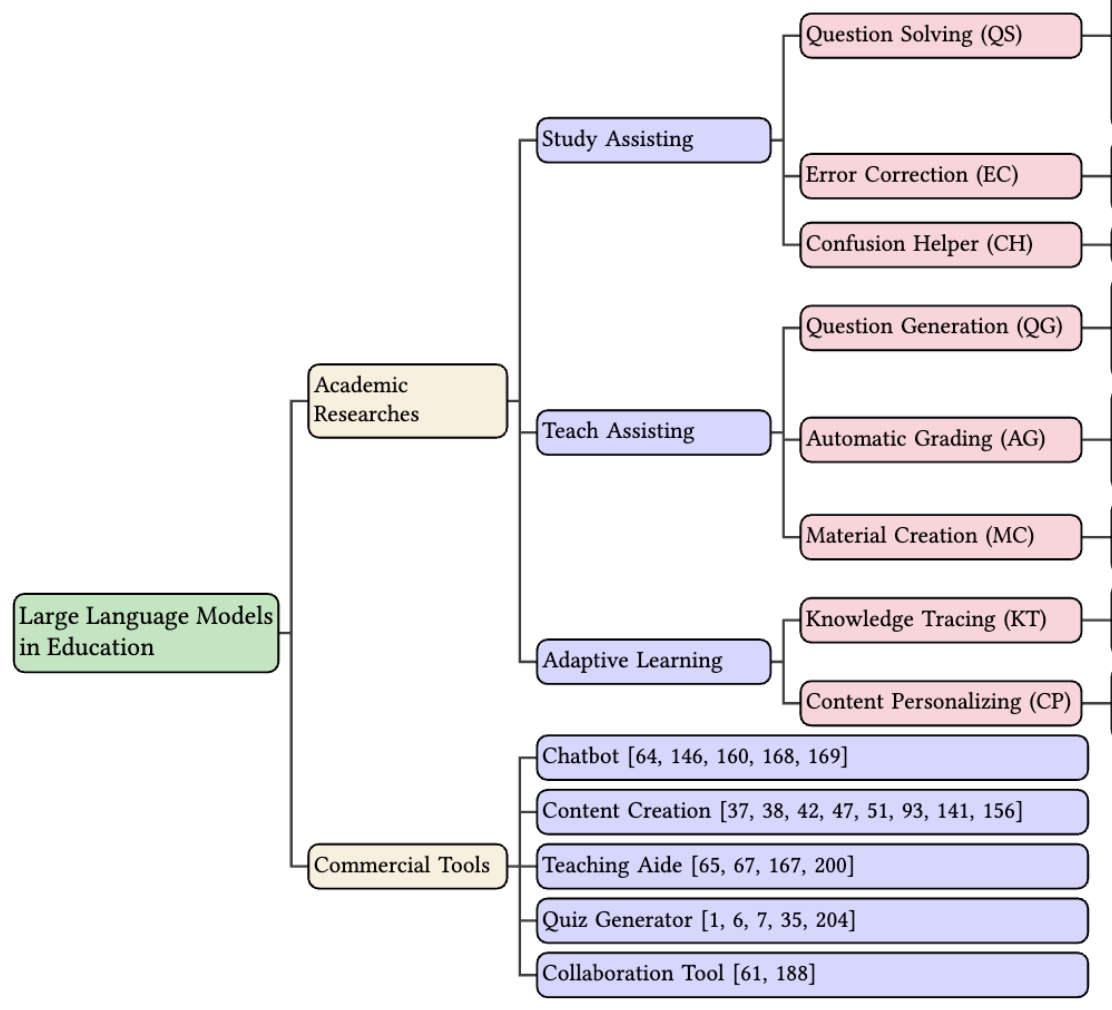 Large Language Models
in Education
Academic
Researches
Study Assisting
Question Solving (QS)
Error Correction (EC)
Confusion Helper (CH)
Teach Assisting
Question Generation (QG)
Automatic Grading (AG)
Material Creation (MC)
Adaptive Learning
Knowledge Tracing (KT)
Content Personalizing (CP)
Commercial Tools
Chatbot [64, 146, 160, 168, 169]
Content Creation [37, 38, 42, 47, 51, 93, 141, 156]
Teaching Aide [65, 67, 167, 200]
Quiz Generator [1, 6, 7, 35, 204]
Collaboration Tool [61, 188]